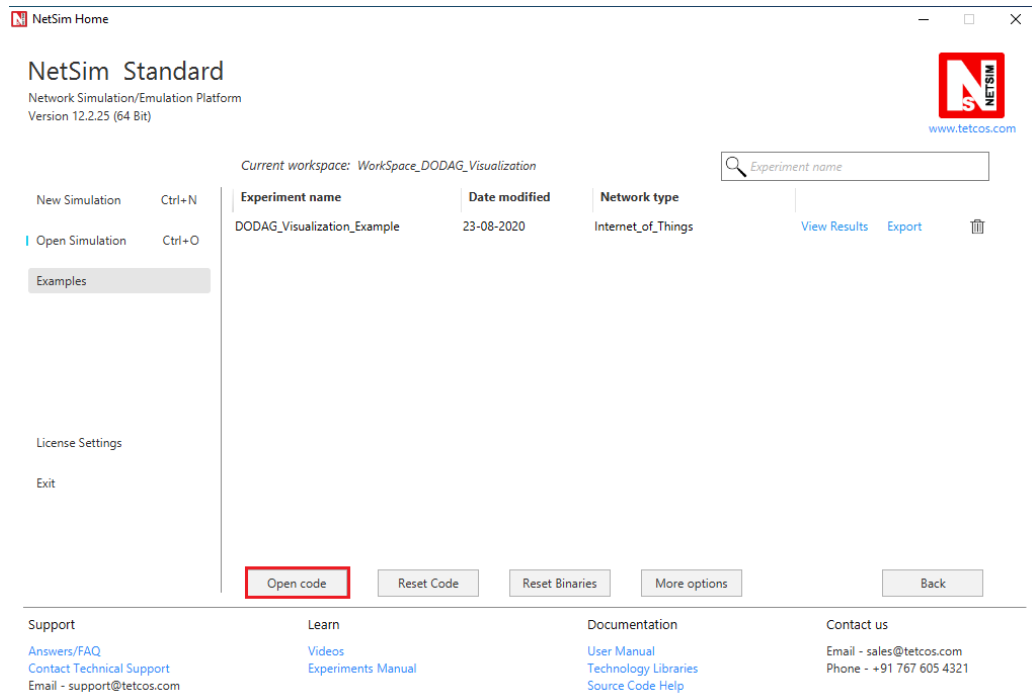 NetSim Home
NetSim Standard
Network Simulation/Emulation Platform
Version 12.2.25 (64 Bit)
NETSIM
NS
www.tetcos.com
Current workspace: WorkSpace_DODAG_Visualization
Experiment name
New Simulation Ctrl+N
Open Simulation Ctrl+O
Examples
License Settings
Exit
Experiment name Date modified Network type
DODAG_Visualization_Example 23-08-2020 Internet_of_Things View Results Export
Open code Reset Code Reset Binaries More options Back
Support
Answers/FAQ
Contact Technical Support
Email - support@tetcos.com
Learn
Videos
Experiments Manual
Documentation
User Manual
Technology Libraries
Source Code Help
Contact us
Email - sales@tetcos.com
Phone - +91 767 605 4321